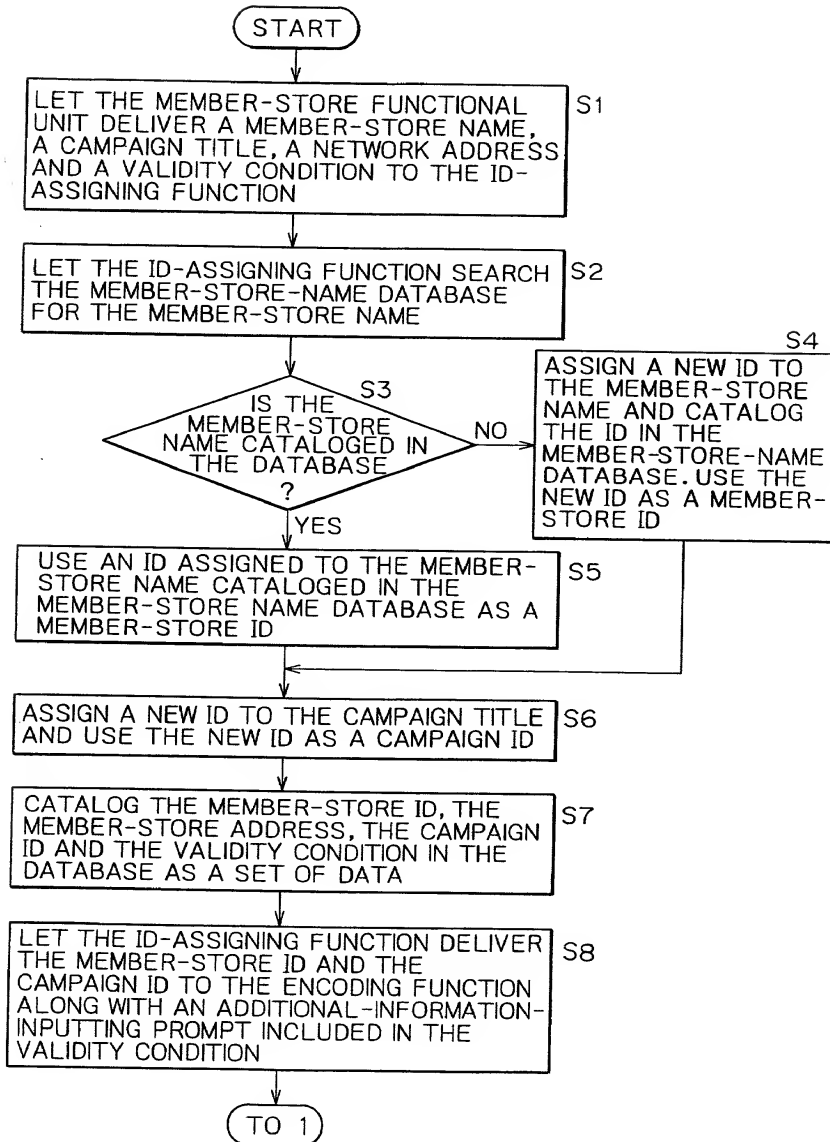 START
LET THE MEMBER-STORE FUNCTIONAL
UNIT DELIVER A MEMBER-STORE NAME,
A CAMPAIGN TITLE, A NETWORK ADDRESS
AND A VALIDITY CONDITION TO THE ID-
ASSIGNING FUNCTION
S1
LET THE ID-ASSIGNING FUNCTION SEARCH
THE MEMBER-STORE-NAME DATABASE
FOR THE MEMBER-STORE NAME
S2
S3
IS THE
MEMBER-STORE
NAME CATALOGED IN
THE DATABASE
?
NO
YES
S4
ASSIGN A NEW ID TO
THE MEMBER-STORE
NAME AND CATALOG
THE ID IN THE
MEMBER-STORE-NAME
DATABASE. USE THE
NEW ID AS A MEMBER-
STORE ID
USE AN ID ASSIGNED TO THE MEMBER-
STORE NAME CATALOGED IN THE
MEMBER-STORE NAME DATABASE AS A
MEMBER-STORE ID
S5
ASSIGN A NEW ID TO THE CAMPAIGN TITLE
AND USE THE NEW ID AS A CAMPAIGN ID
S6
CATALOG THE MEMBER-STORE ID, THE
MEMBER-STORE ADDRESS, THE CAMPAIGN
ID AND THE VALIDITY CONDITION IN THE
DATABASE AS A SET OF DATA
S7
LET THE ID-ASSIGNING FUNCTION DELIVER
THE MEMBER-STORE ID AND THE
CAMPAIGN ID TO THE ENCODING FUNCTION
ALONG WITH AN ADDITIONAL-INFORMATION-
INPUTTING PROMPT INCLUDED IN THE
VALIDITY CONDITION
S8
TO 1